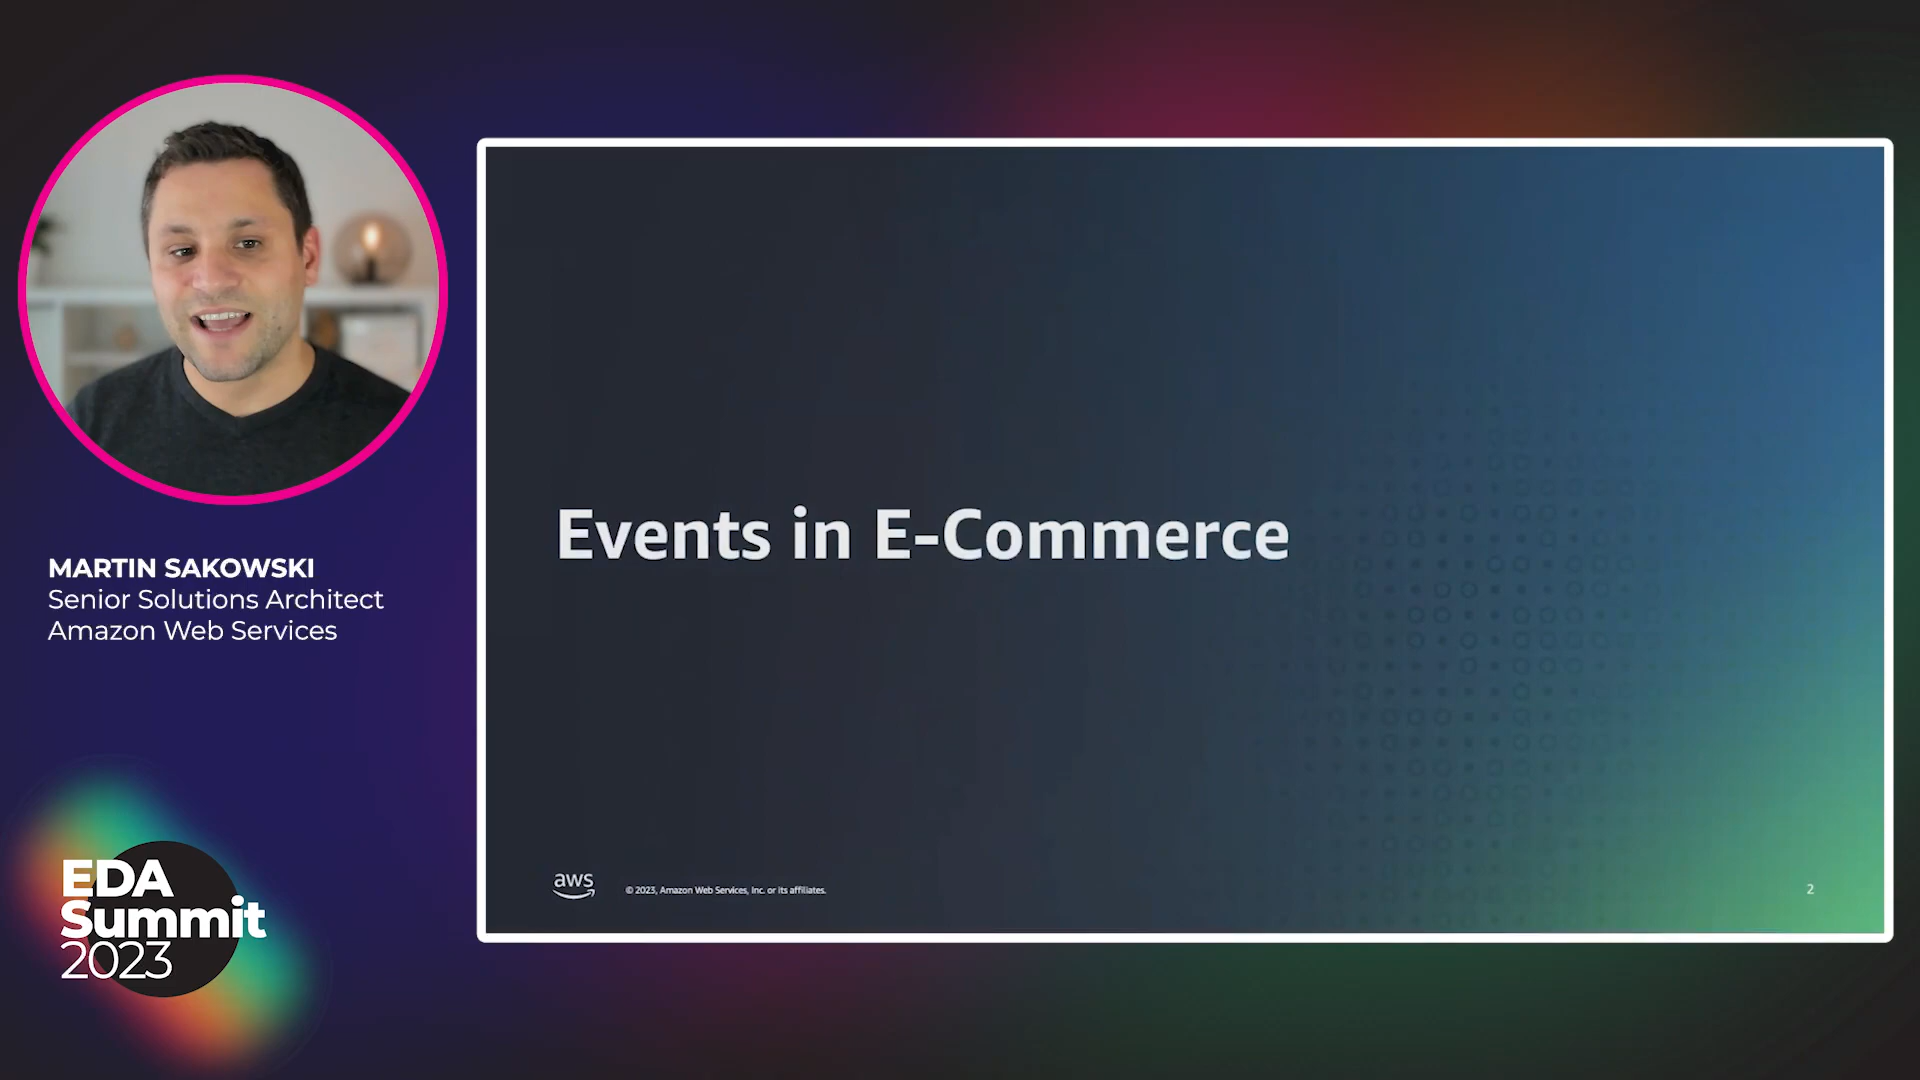 MARTIN SAKOWSKI
Senior Solutions Architect
Amazon Web Services
EDA
Summit
2023
Events in E-Commerce
aws
© 2023, Amazon Web Services, Inc. or its affiliates.
2